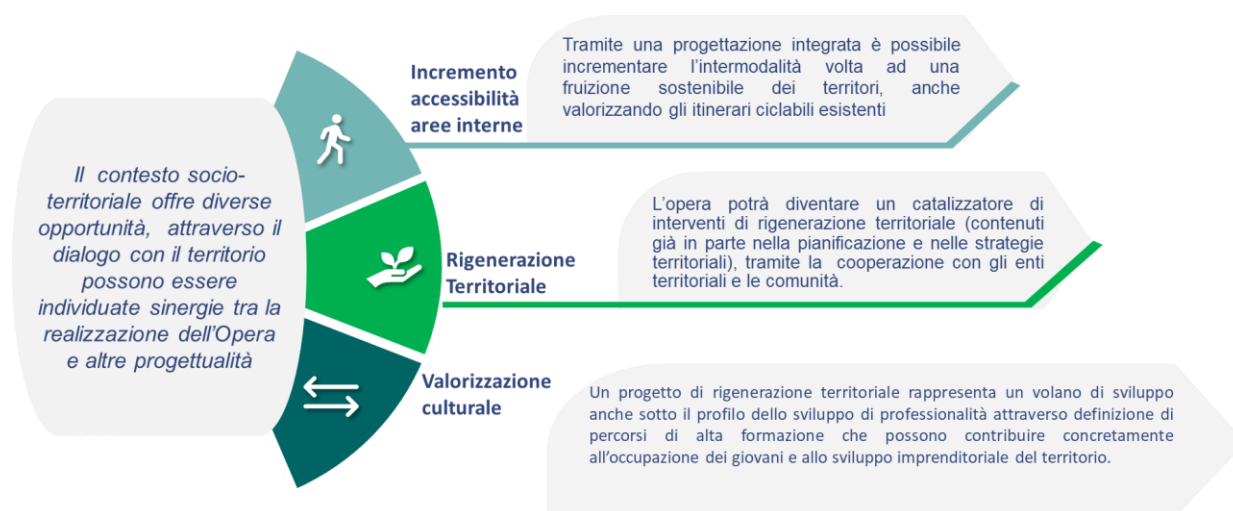 Il contesto socio-
territoriale offre diverse
opportunità, attraverso il
dialogo con il territorio
possono essere
individuate sinergie tra la
realizzazione dell’Opera
e altre progettualità
Incremento
accessibilità
aree interne
Tramite una progettazione integrata è possibile
incrementare l’intermodalità volta ad una
fruizione sostenibile dei territori, anche
valorizzando gli itinerari ciclabili esistenti
Rigenerazione
Territoriale
L’opera potrà diventare un catalizzatore di
interventi di rigenerazione territoriale (contenuti
già in parte nella pianificazione e nelle strategie
territoriali), tramite la cooperazione con gli enti
territoriali e le comunità.
Valorizzazione
culturale
Un progetto di rigenerazione territoriale rappresenta un volano di sviluppo
anche sotto il profilo dello sviluppo di professionalità attraverso definizione di
percorsi di alta formazione che possono contribuire concretamente
all’occupazione dei giovani e allo sviluppo imprenditoriale del territorio.